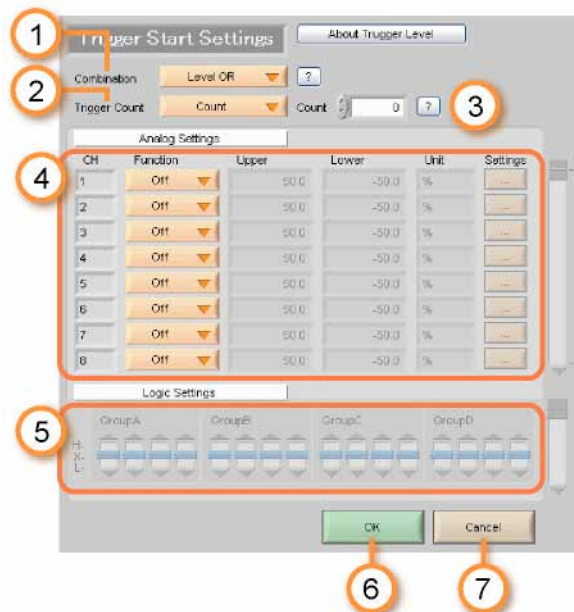 1
Trigger Start Settings
About Trugger Level
Combination
Level OR
?
2
Trigger Count
Count
Count
0
?
3
Analog Settings
CH Function Upper Lower Unit Settings
4
1 Off 50.0 -50.0 % ...
2 Off 50.0 -50.0 % ...
3 Off 50.0 -50.0 % ...
4 Off 50.0 -50.0 % ...
5 Off 50.0 -50.0 % ...
6 Off 50.0 -50.0 % ...
7 Off 50.0 -50.0 % ...
8 Off 50.0 -50.0 % ...
Logic Settings
5
GroupA GroupB GroupC GroupD
H-
X-
L-
OK
Cancel
6
7